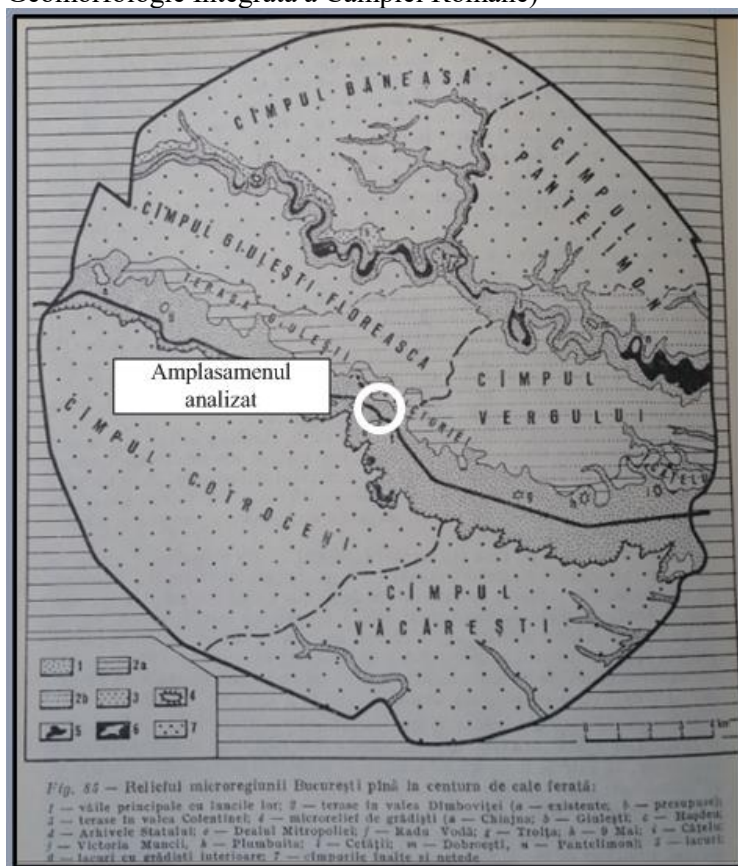 Geomorfologie Integrată a Câmpiei Române)
CÎMPUL BĂNEASA
CÎMPUL
PANTELIMON
CÎMPUL GIULEȘTI-FLOREASCA
TERASA GIULEȘTI
Amplasamenul
analizat
CÎMPUL
VERGULUI
CÎMPUL COTROCENI
CÎMPUL
VĂCĂREȘTI
1 2a
2b 3 4
5 6 7
Fig. 85 — Relieful microregiunii București pînă la centura de cale ferată:
1 — văile principale cu luncile lor; 2 — terase în valea Dîmboviței (a — existente; b — presupuse);
3 — terase în valea Colentinei; 4 — microrelief de grădiști (a — Chiajna; b — Giulești; c — Hașdeu
d — Arhivele Statului; e — Dealul Mitropoliei; f — Radu Vodă; g — Troița; h — 9 Mai; i — Cățelu;
j — Victoria Muncii, k — Plumbuita; l — Cetății; m — Dobroești, n — Pantelimon); 5 — lacuri;
6 — lacuri cu grădiști interioare; 7 — cîmpurile înalte și netede